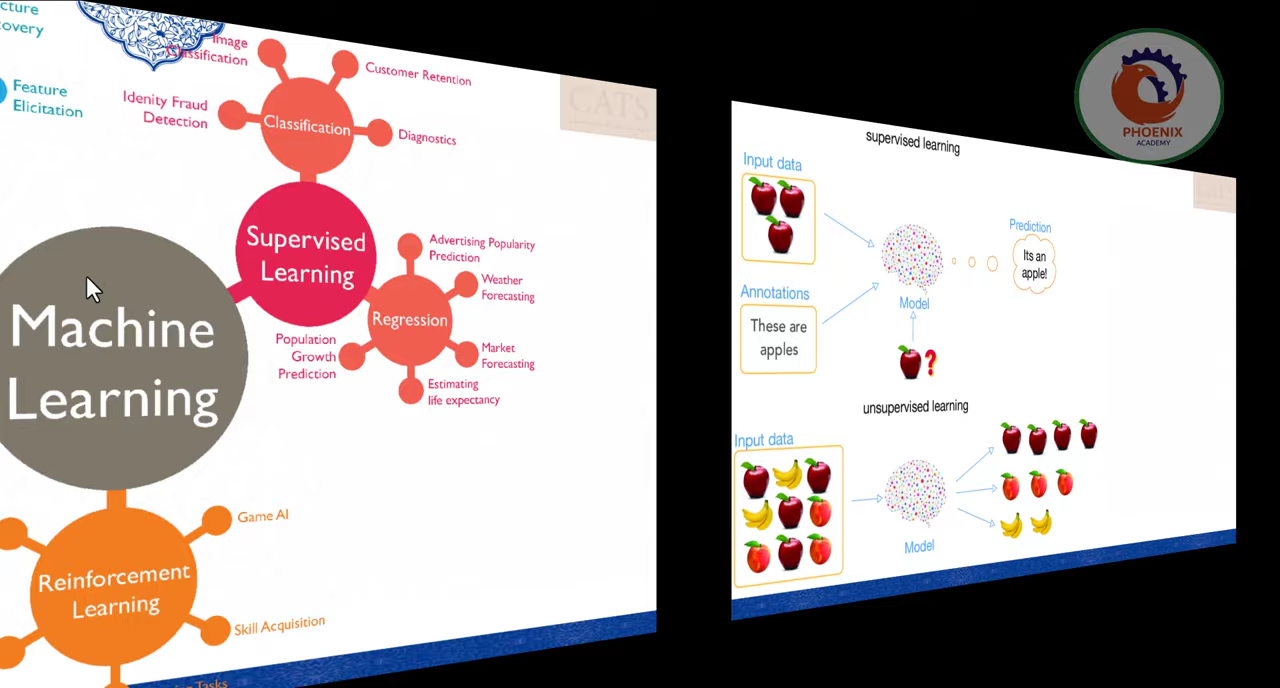 cture
overy
Feature
Elicitation
Image
Classification
Customer Retention
Idenity Fraud
Detection
Classification
Diagnostics
Supervised
Learning
Advertising Popularity
Prediction
Weather
Forecasting
Regression
Population
Growth
Prediction
Market
Forecasting
Estimating
life expectancy
Machine
Learning
Game AI
Reinforcement
Learning
Skill Acquisition
Tasks
CATS
PHOENIX
ACADEMY
supervised learning
Input data
Prediction
Its an
apple!
Annotations
Model
These are
apples
?
unsupervised learning
Input data
Model